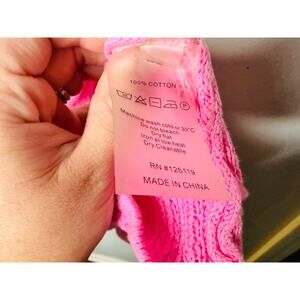 100% COTTON
Machine wash cold or 30°C
Do not bleach
Dry flat
Iron at low heat
Dry Cleanable
RN #126119
MADE IN CHINA